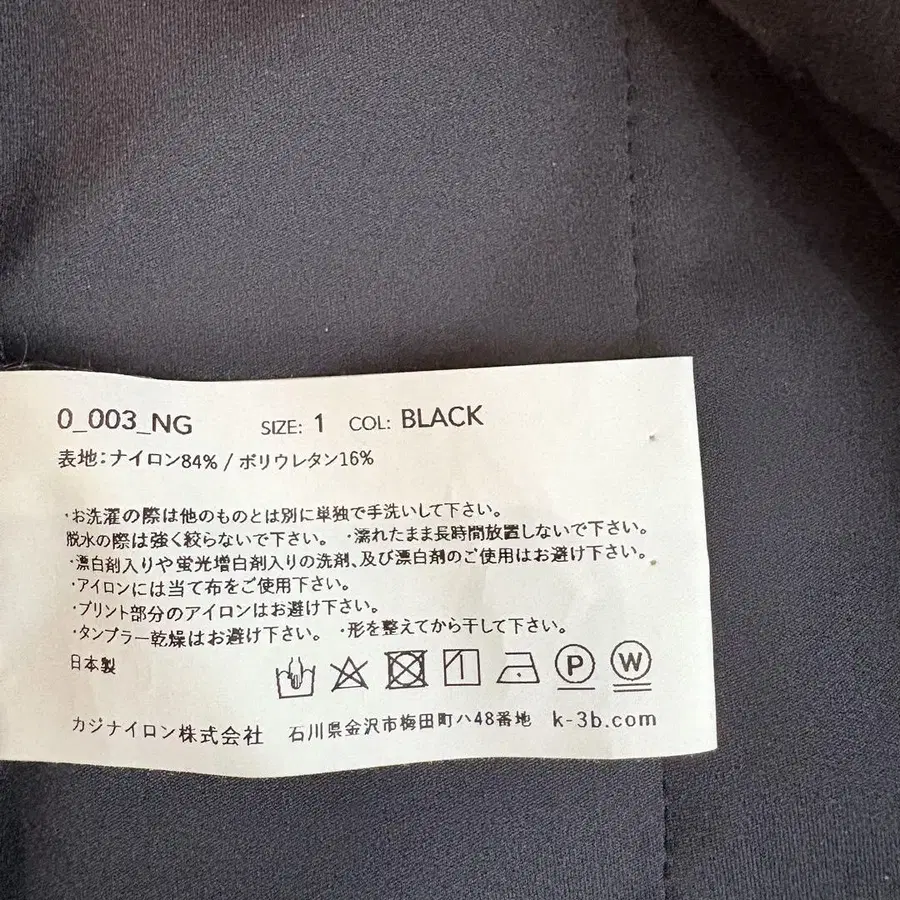 0_003_NG SIZE: 1 COL: BLACK
表地：ナイロン84% / ポリウレタン16%
・お洗濯の際は他のものとは別に単独で手洗いして下さい。
脱水の際は強く絞らないで下さい。 ・濡れたまま長時間放置しないで下さい。
・漂白剤入りや蛍光増白剤入りの洗剤、及び漂白剤のご使用はお避け下さい。
・アイロンには当て布をご使用下さい。
・プリント部分のアイロンはお避け下さい。
・タンブラー乾燥はお避け下さい。 ・形を整えてから干して下さい。
日本製
P W
カジナイロン株式会社 石川県金沢市梅田町ハ48番地 k-3b.com